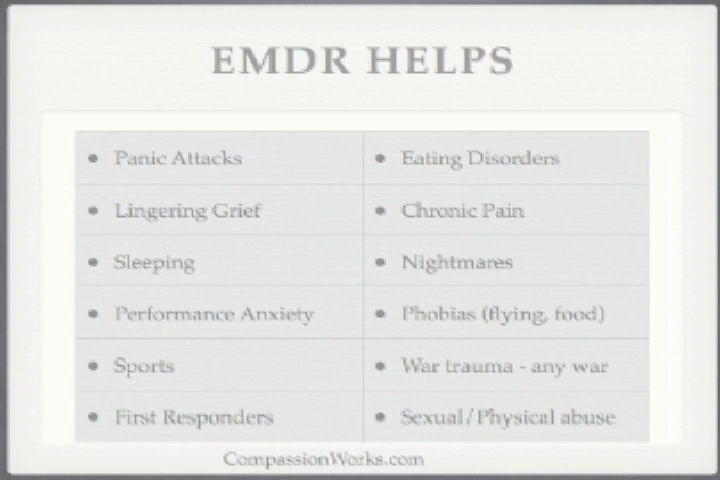 EMDR HELPS
• Panic Attacks
• Eating Disorders
• Lingering Grief
• Chronic Pain
• Sleeping
• Nightmares
• Performance Anxiety
• Phobias (flying, food)
• Sports
• War trauma - any war
• First Responders
• Sexual/Physical abuse
CompassionWorks.com